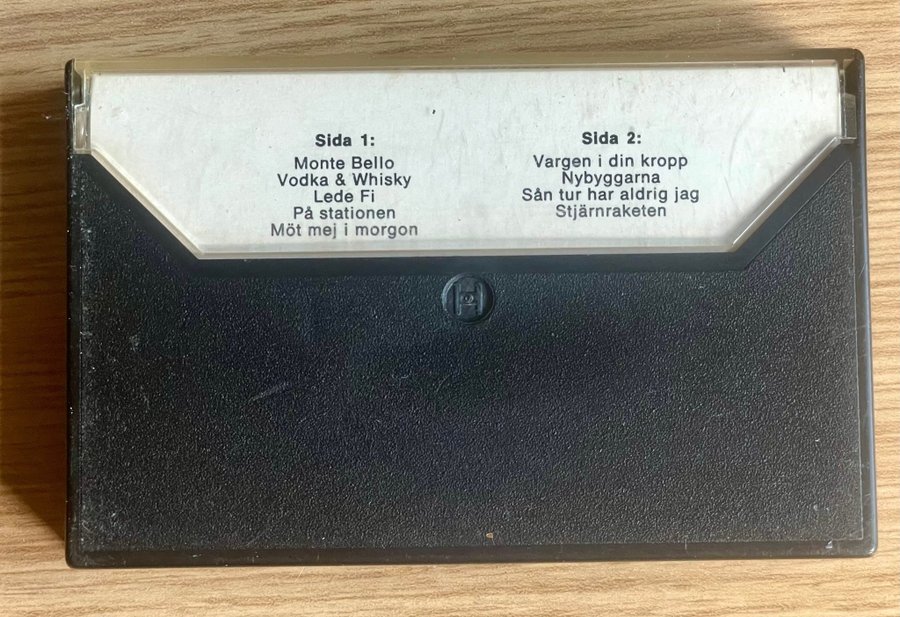 Sida 1:
Monte Bello
Vodka & Whisky
Lede Fi
På stationen
Möt mej i morgon
Sida 2:
Vargen i din kropp
Nybyggarna
Sån tur har aldrig jag
Stjärnraketen
H